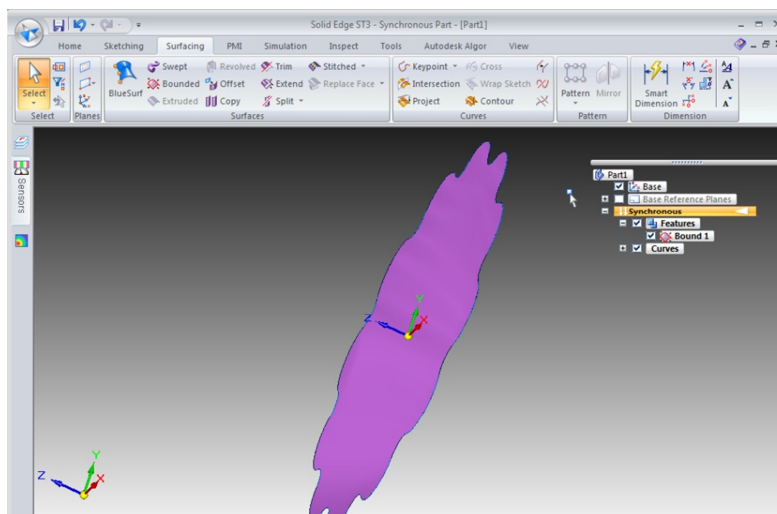 Solid Edge ST3 - Synchronous Part - [Part1]
Home Sketching Surfacing PMI Simulation Inspect Tools Autodesk Algor View
Select
BlueSurf
Swept Revolved Trim Stitched
Bounded Offset Extend Replace Face
Extruded Copy Split
Keypoint Cross
Intersection Wrap Sketch
Project Contour
Pattern Mirror
Smart
Dimension
Select Planes Surfaces Curves Pattern Dimension
Sensors
Part1
Base
Base Reference Planes
Synchronous
Features
Bound 1
Curves
Y
Z X
Y
Z X